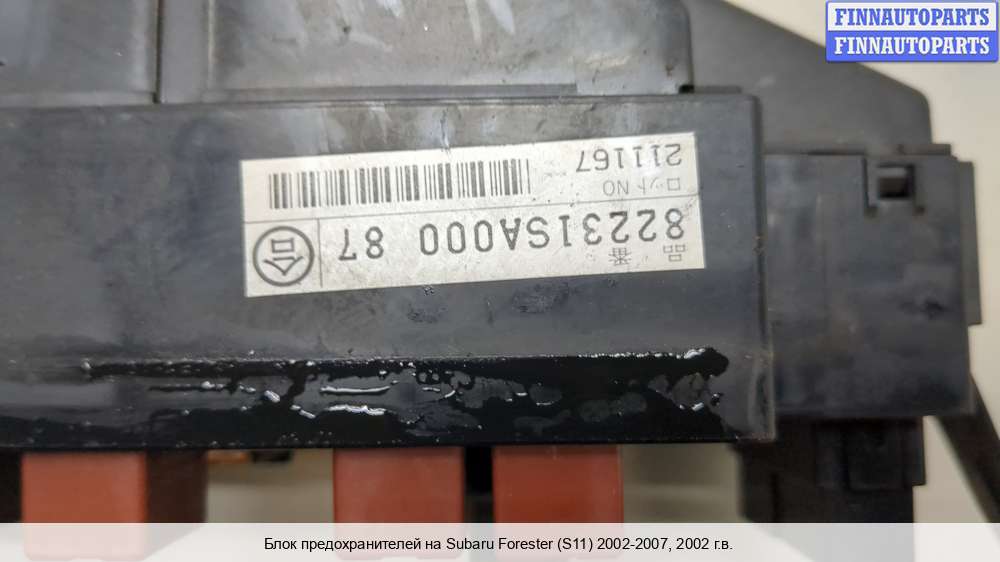 FINNAUTOPARTS
FINNAUTOPARTS
品番 82231SA000 87 合
ロットNO 211167
Блок предохранителей на Subaru Forester (S11) 2002-2007, 2002 г.в.